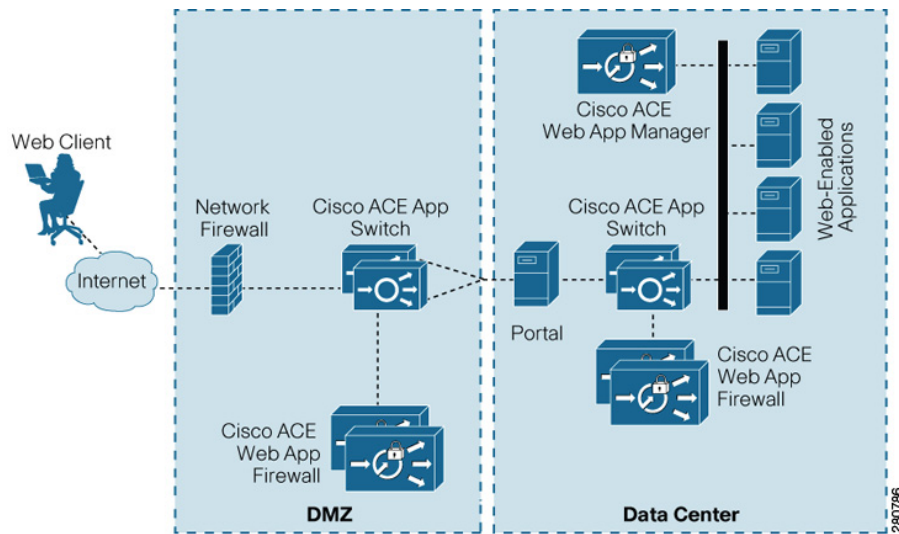 Web Client
Internet
Network
Firewall
Cisco ACE App
Switch
Cisco ACE
Web App
Firewall
DMZ
Cisco ACE
Web App Manager
Cisco ACE App
Switch
Portal
Cisco ACE
Web App
Firewall
Web-Enabled
Applications
Data Center
280786